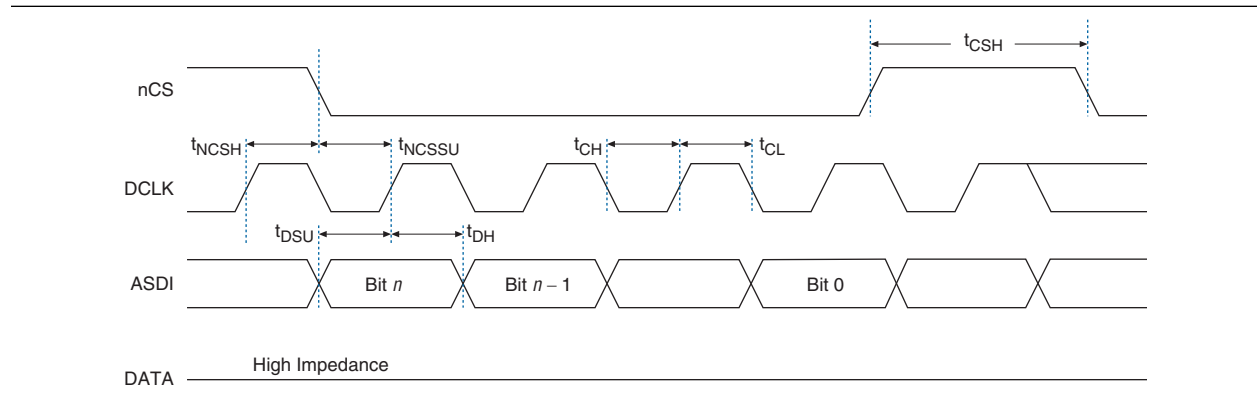 tCSH
nCS
tNCSH
tNCSSU
tCH
tCL
DCLK
tDSU
tDH
ASDI
Bit n
Bit n – 1
Bit 0
High Impedance
DATA